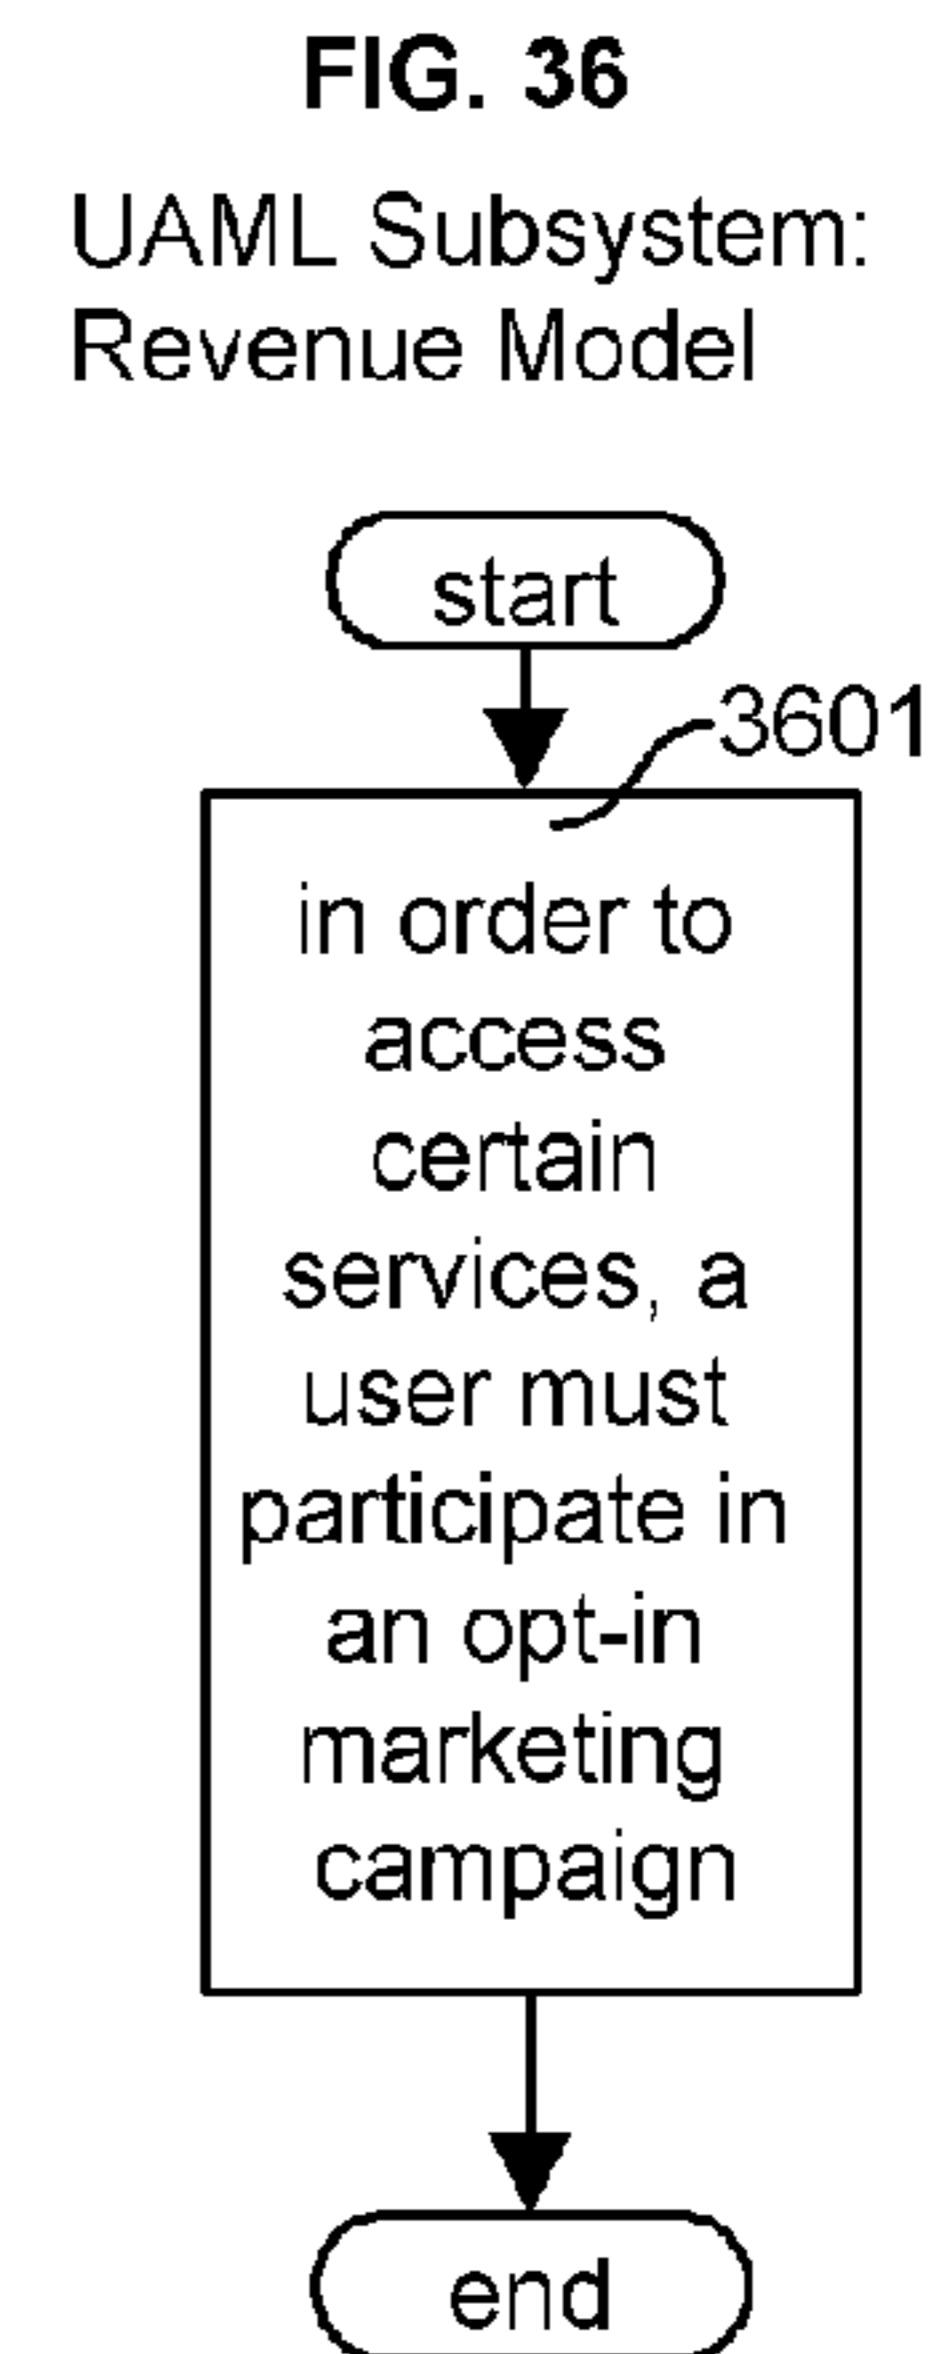 FIG. 36
UAML Subsystem:
Revenue Model
start
3601
in order to
access
certain
services, a
user must
participate in
an opt-in
marketing
campaign
end